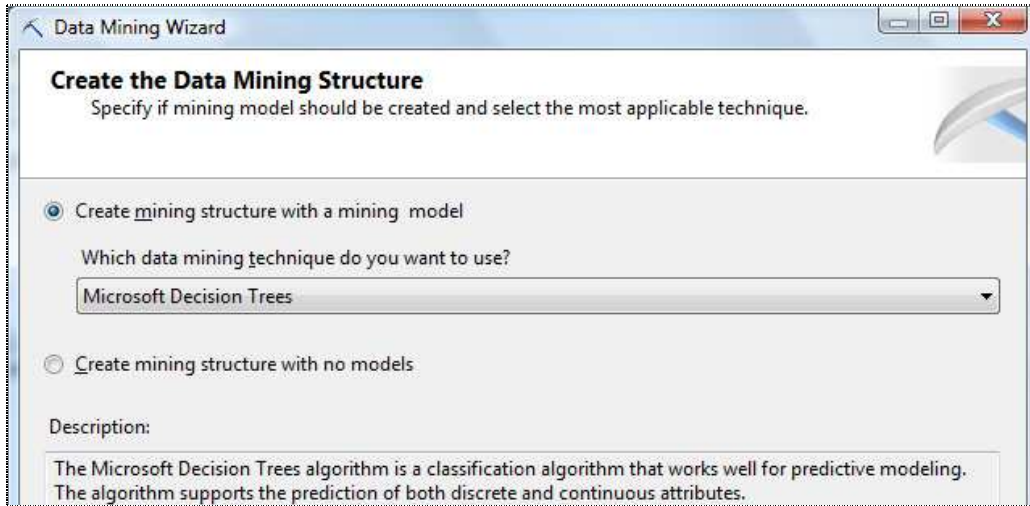 Data Mining Wizard
Create the Data Mining Structure
Specify if mining model should be created and select the most applicable technique.
Create mining structure with a mining model
Which data mining technique do you want to use?
Microsoft Decision Trees
Create mining structure with no models
Description:
The Microsoft Decision Trees algorithm is a classification algorithm that works well for predictive modeling.
The algorithm supports the prediction of both discrete and continuous attributes.